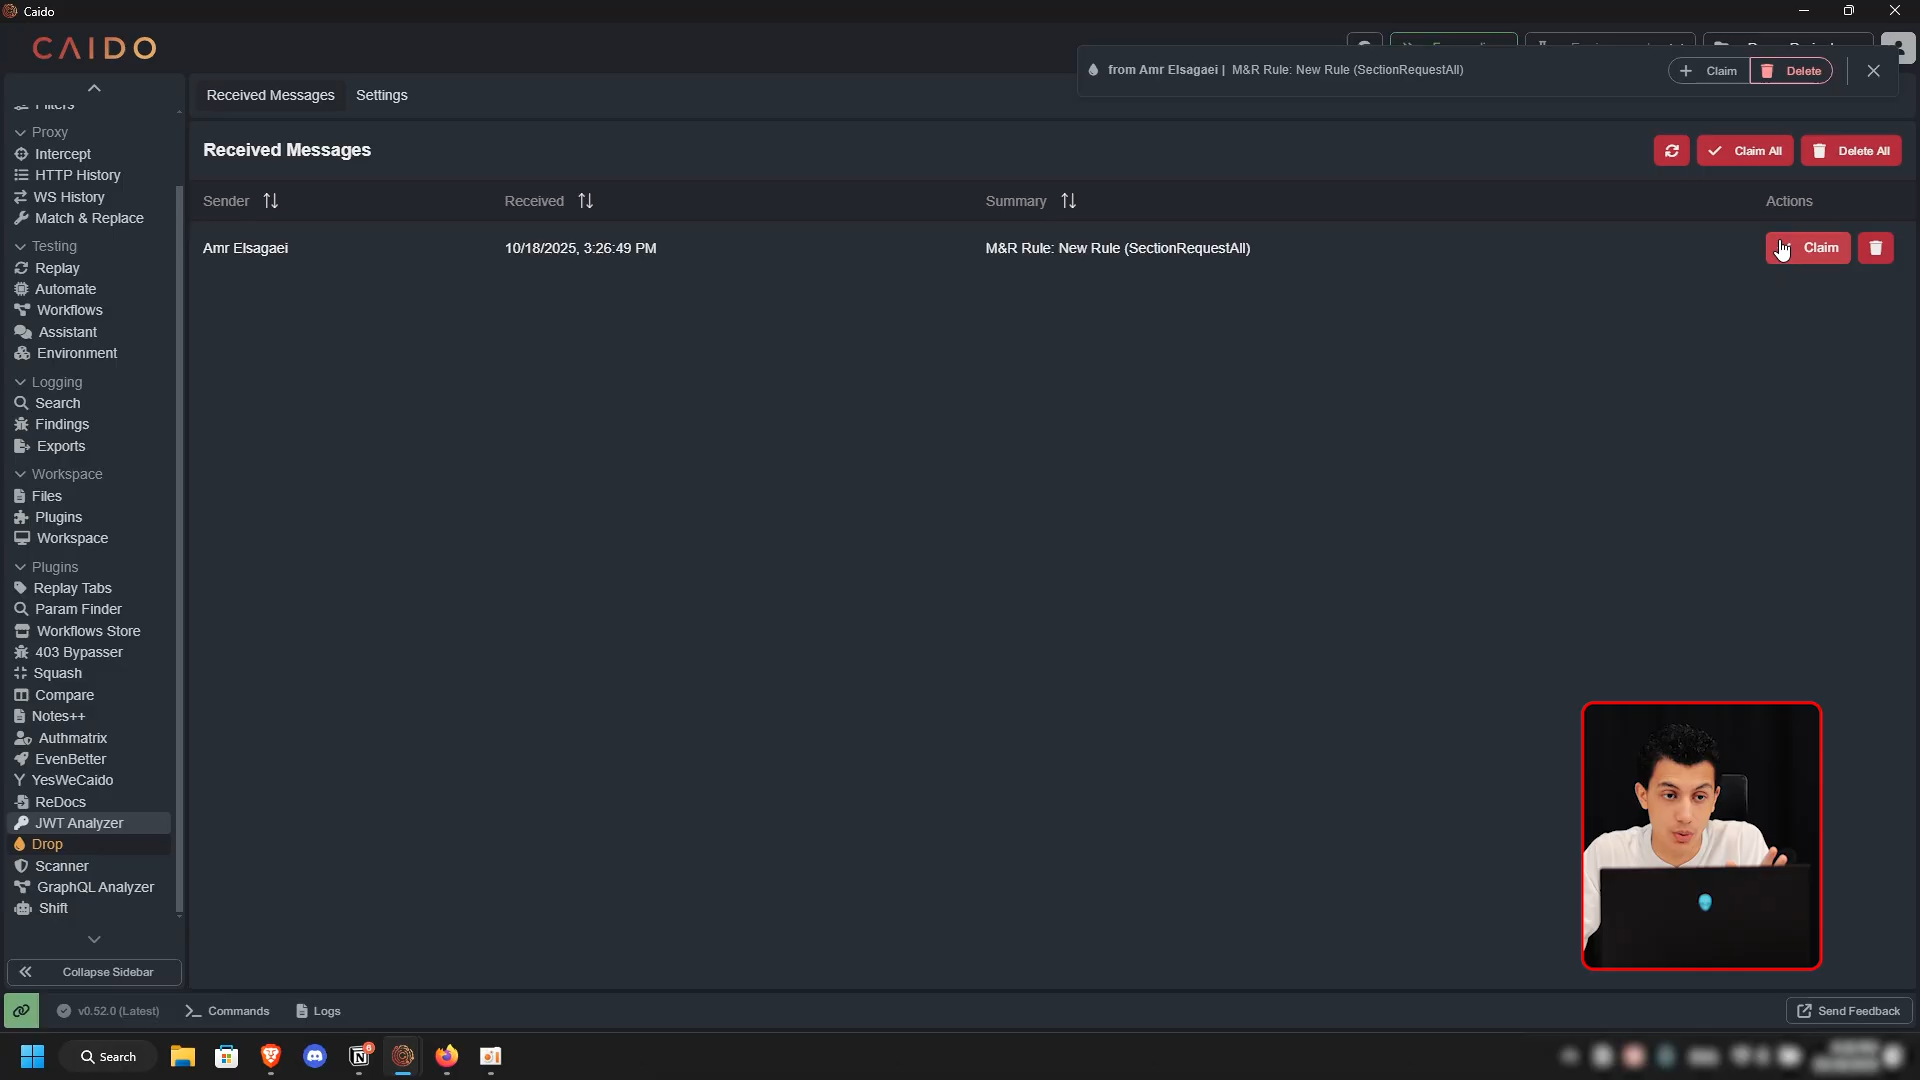 Caido
CAIDO
from Amr Elsagaei | M&R Rule: New Rule (SectionRequestAll)
Claim
Delete
Received Messages
Settings
Received Messages
Claim All
Delete All
Sender
Received
Summary
Actions
Amr Elsagaei
10/18/2025, 3:26:49 PM
M&R Rule: New Rule (SectionRequestAll)
Claim
Filters
Proxy
Intercept
HTTP History
WS History
Match & Replace
Testing
Replay
Automate
Workflows
Assistant
Environment
Logging
Search
Findings
Exports
Workspace
Files
Plugins
Workspace
Plugins
Replay Tabs
Param Finder
Workflows Store
403 Bypasser
Squash
Compare
Notes++
Authmatrix
EvenBetter
YesWeCaido
ReDocs
JWT Analyzer
Drop
Scanner
GraphQL Analyzer
Shift
Collapse Sidebar
v0.52.0 (Latest)
Commands
Logs
Send Feedback
Search
6